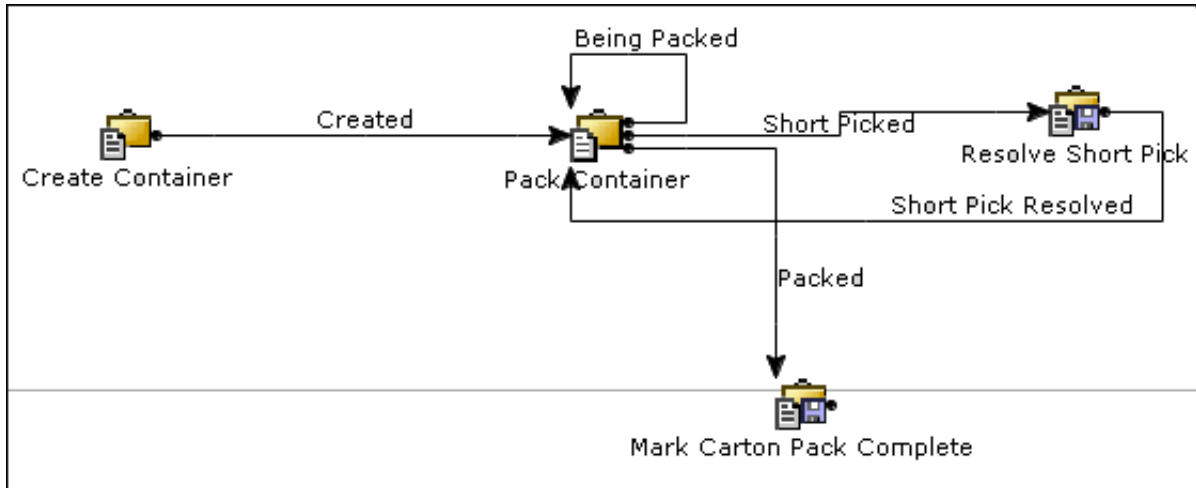 Being Packed
Created
Short Picked
Create Container
Pack Container
Resolve Short Pick
Short Pick Resolved
Packed
Mark Carton Pack Complete